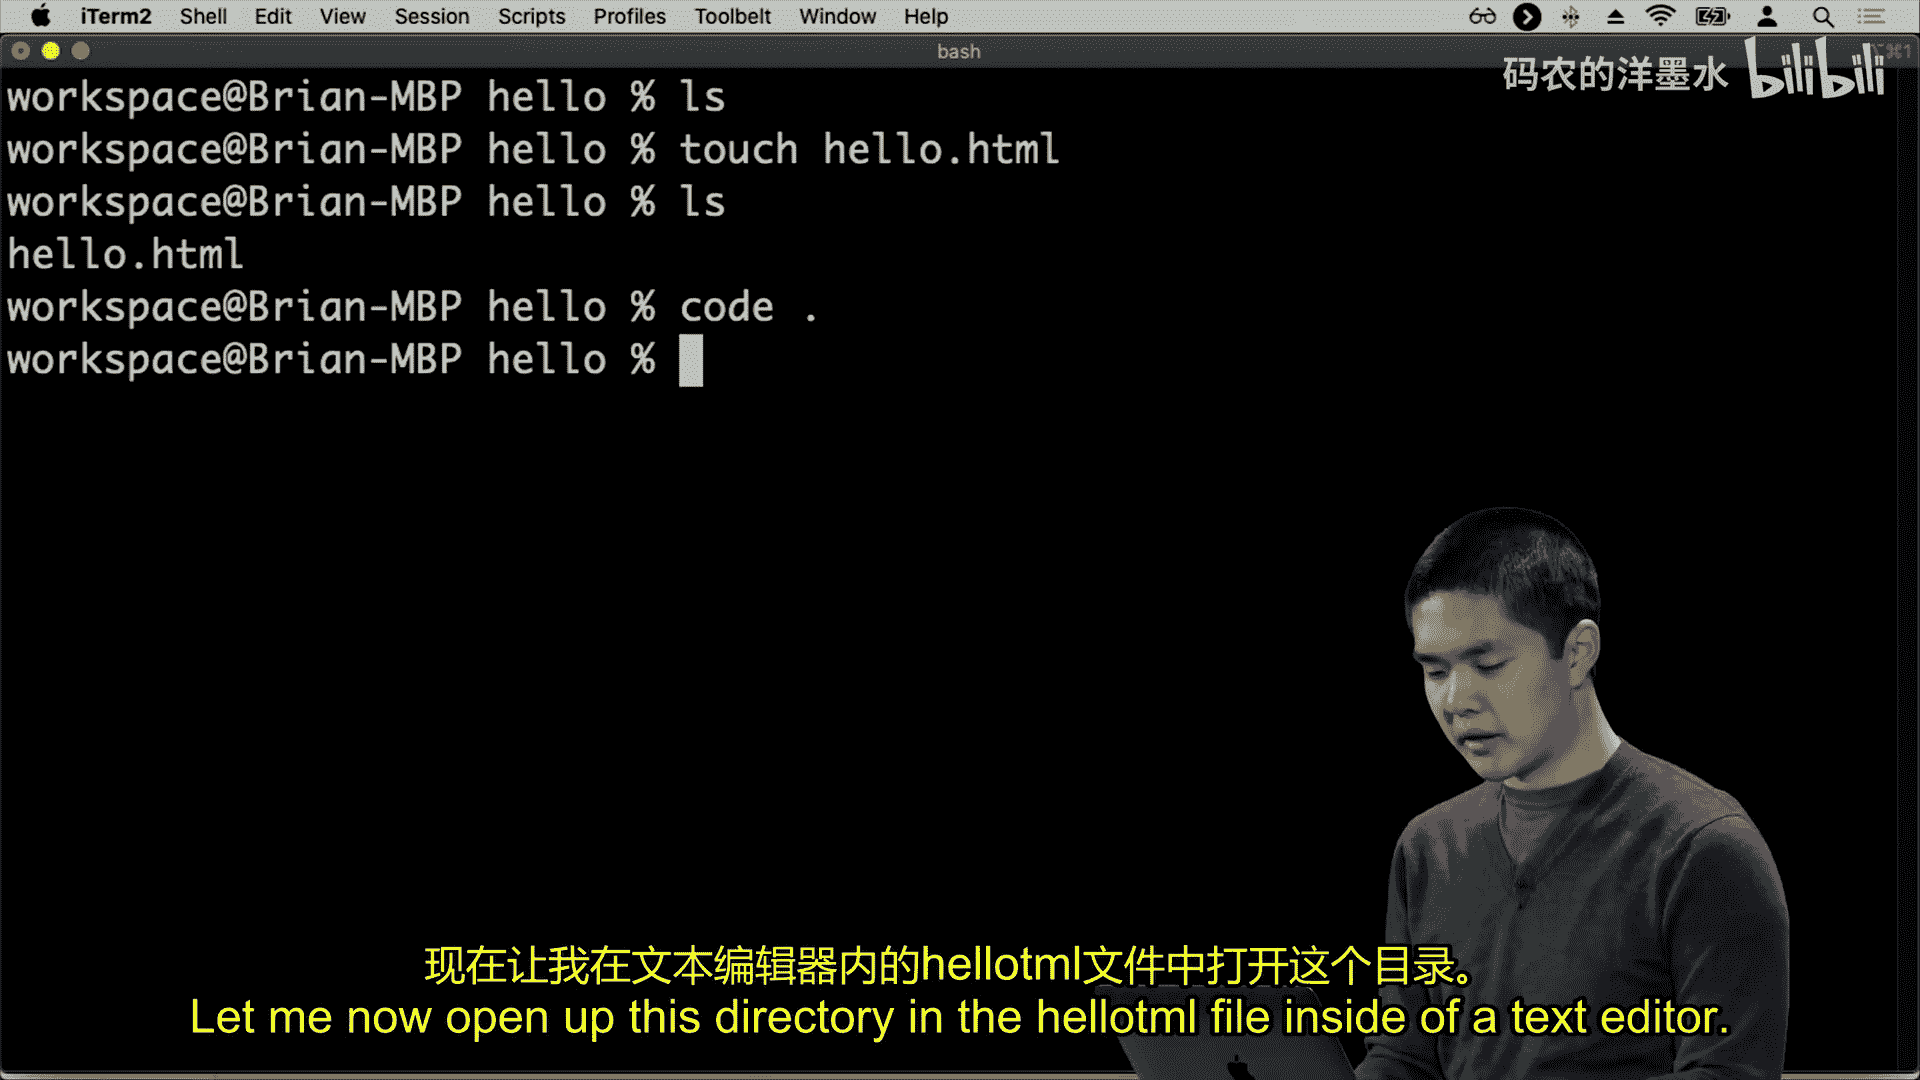 iTerm2 Shell Edit View Session Scripts Profiles Toolbelt Window Help
bash
⌘1
码农的洋墨水 bilibili
workspace@Brian-MBP hello % ls
workspace@Brian-MBP hello % touch hello.html
workspace@Brian-MBP hello % ls
hello.html
workspace@Brian-MBP hello % code .
workspace@Brian-MBP hello %
现在让我在文本编辑器内的hellotml文件中打开这个目录。
Let me now open up this directory in the hellotml file inside of a text editor.